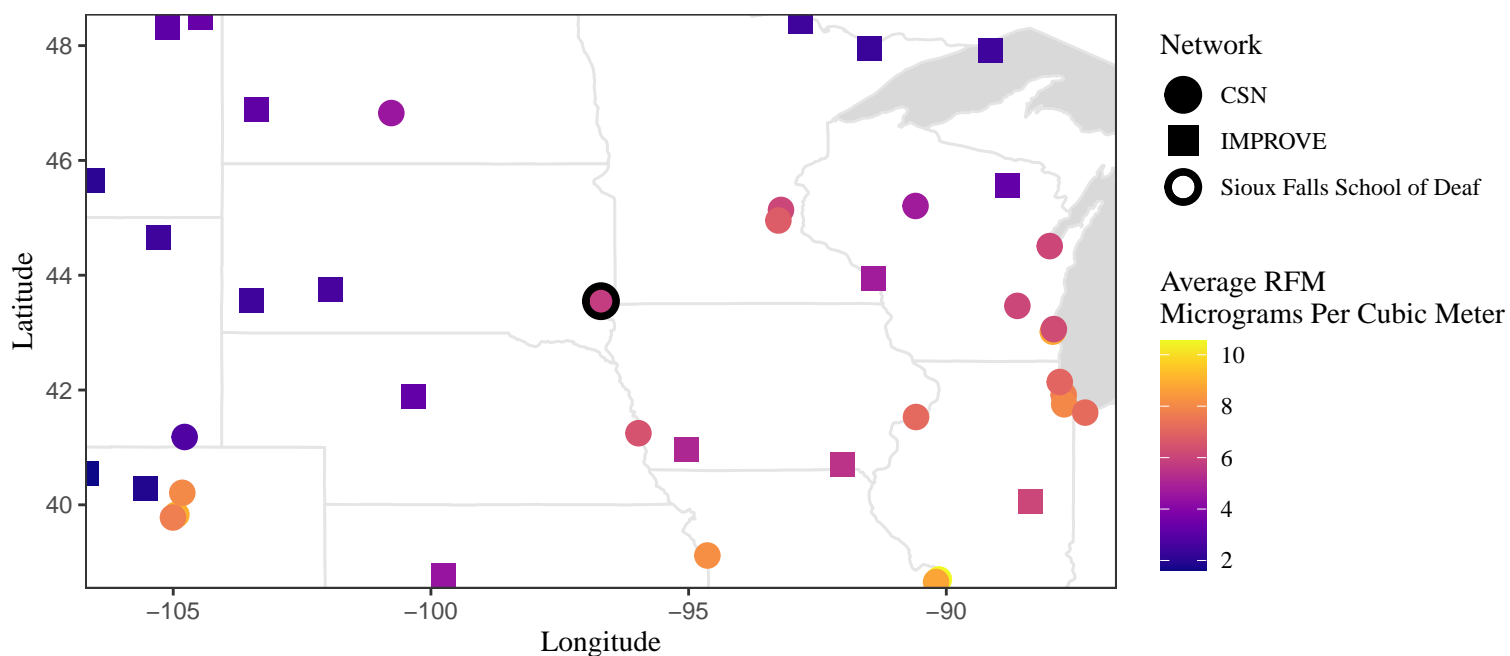 48
46
44
42
40
Latitude
−105
−100
−95
−90
Longitude
Network
CSN
IMPROVE
Sioux Falls School of Deaf
Average RFM
Micrograms Per Cubic Meter
10
8
6
4
2